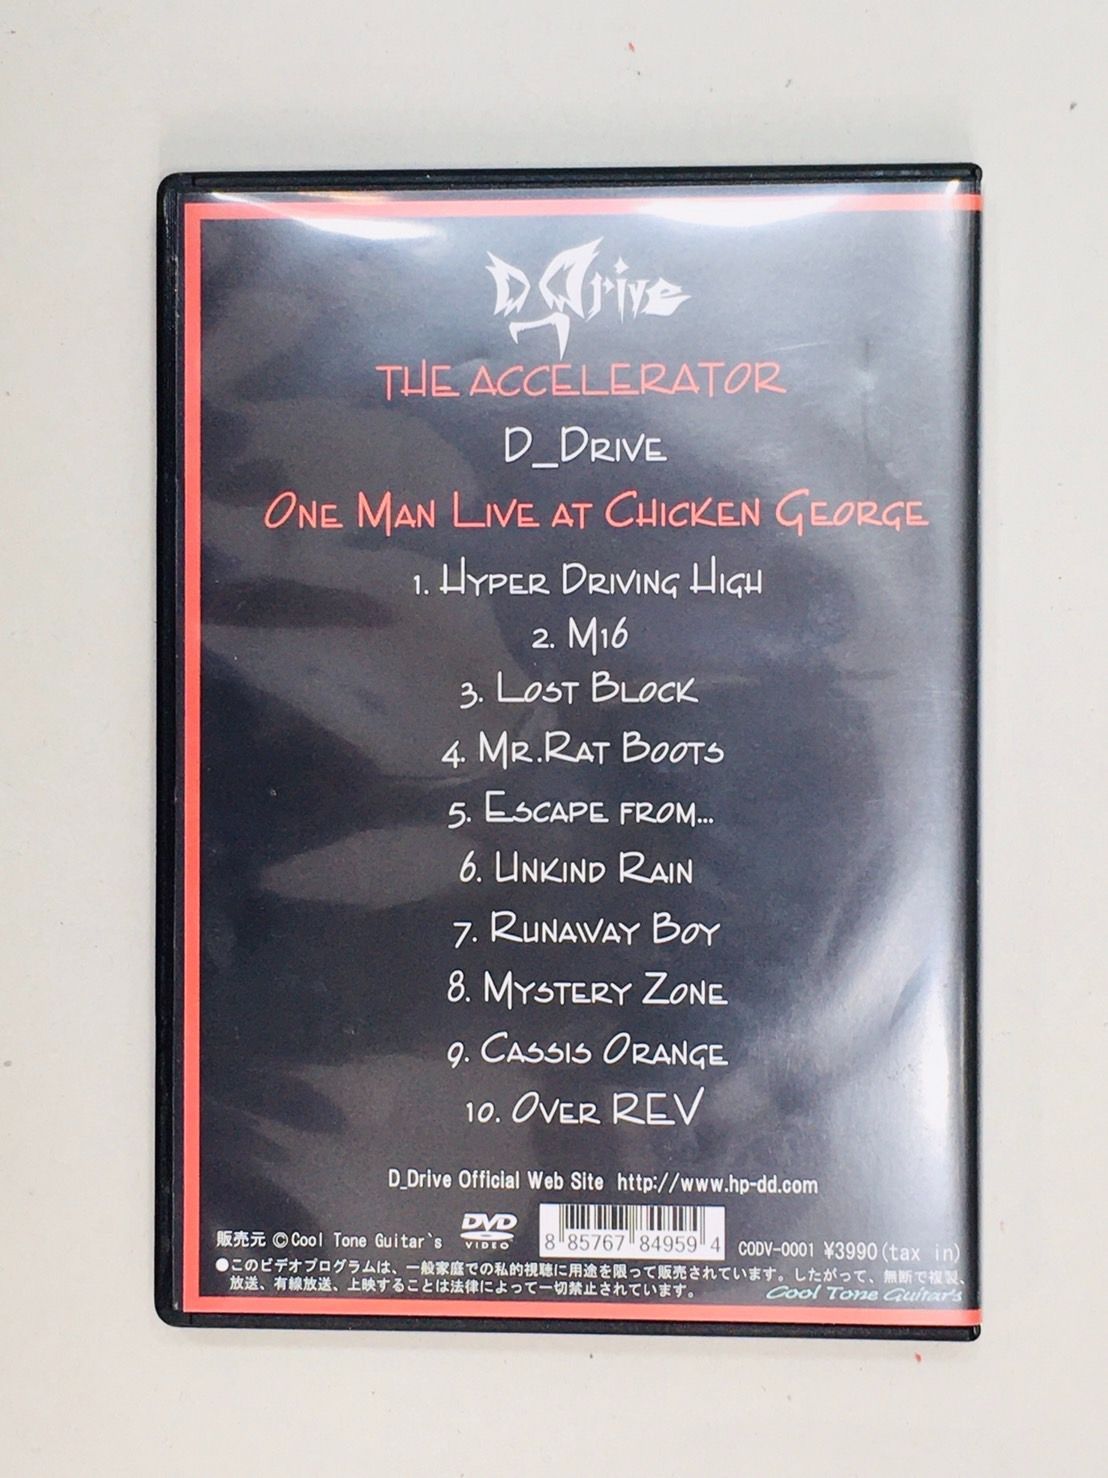 D_Drive
THE ACCELERATOR
D_DRIVE
ONE MAN LIVE AT CHICKEN GEORGE
1. HYPER DRIVING HIGH
2. M16
3. LOST BLOCK
4. MR.RAT BOOTS
5. ESCAPE FROM...
6. UNKIND RAIN
7. RUNAWAY BOY
8. MYSTERY ZONE
9. CASSIS ORANGE
10. OVER REV
D_Drive Official Web Site http://www.hp-dd.com
販売元 ©Cool Tone Guitar`s
DVD
VIDEO
8 85767 84959 4
CODV-0001 ¥3990(tax in)
●このビデオプログラムは、一般家庭での私的視聴に用途を限って販売されています。したがって、無断で複製、
放送、有線放送、上映することは法律によって一切禁止されています。
Cool Tone Guitar's